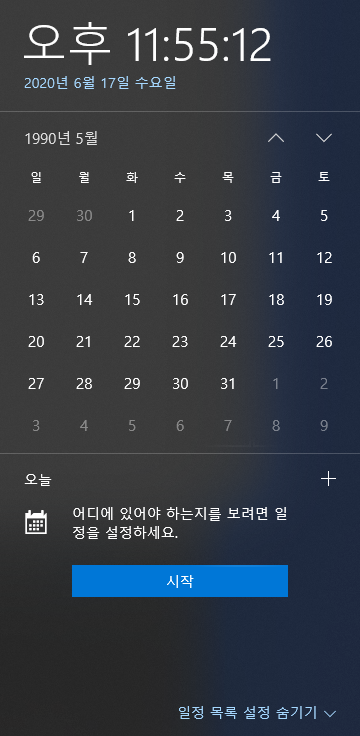 오후 11:55:12
2020년 6월 17일 수요일
1990년 5월
일 월 화 수 목 금 토
29 30 1 2 3 4 5
6 7 8 9 10 11 12
13 14 15 16 17 18 19
20 21 22 23 24 25 26
27 28 29 30 31 1 2
3 4 5 6 7 8 9
오늘
어디에 있어야 하는지를 보려면 일
정을 설정하세요.
시작
일정 목록 설정 숨기기